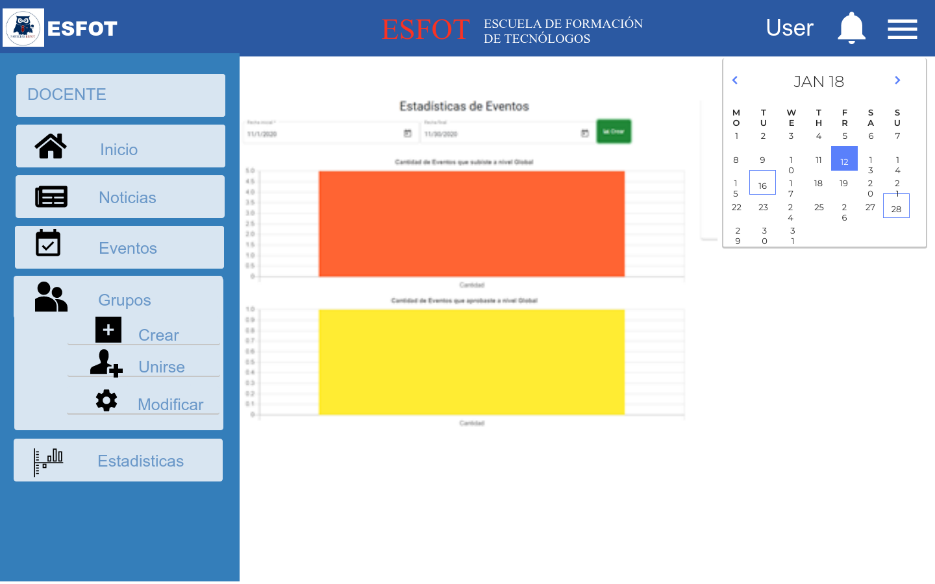 ESFOT
ESFOT
ESCUELA DE FORMACIÓN
DE TECNÓLOGOS
User
DOCENTE
Inicio
Noticias
Eventos
Grupos
Crear
Unirse
Modificar
Estadisticas
Estadísticas de Eventos
Fecha inicial *
11/1/2020
Fecha final *
11/30/2020
Crear
Cantidad de Eventos que subiste a nivel Global
5.0
4.5
4.0
3.5
3.0
2.5
2.0
1.5
1.0
0.5
0
Cantidad
Cantidad de Eventos que aprobaste a nivel Global
1.0
0.9
0.8
0.7
0.6
0.5
0.4
0.3
0.2
0.1
0
Cantidad
JAN 18
MO TU WE TH FR SA SU
1 2 3 4 5 6 7
8 9 10 11 12 13 14
15 16 17 18 19 20 21
22 23 24 25 26 27 28
29 30 31